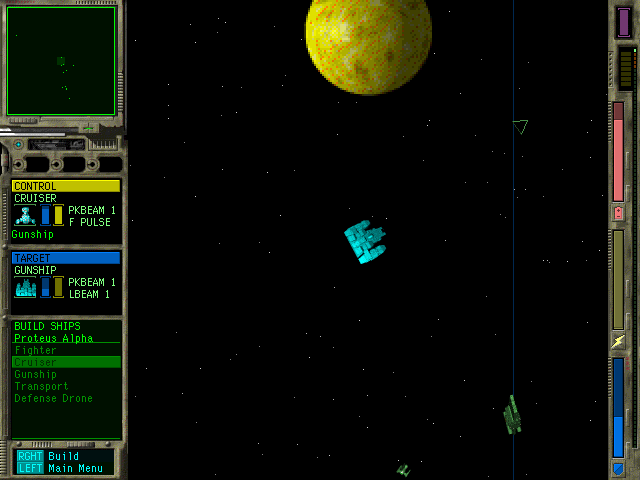 CONTROL
CRUISER
PKBEAM 1
F PULSE
Gunship
TARGET
GUNSHIP
PKBEAM 1
LBEAM 1
BUILD SHIPS
Proteus Alpha
Fighter
Cruiser
Gunship
Transport
Defense Drone
RGHT Build
LEFT Main Menu